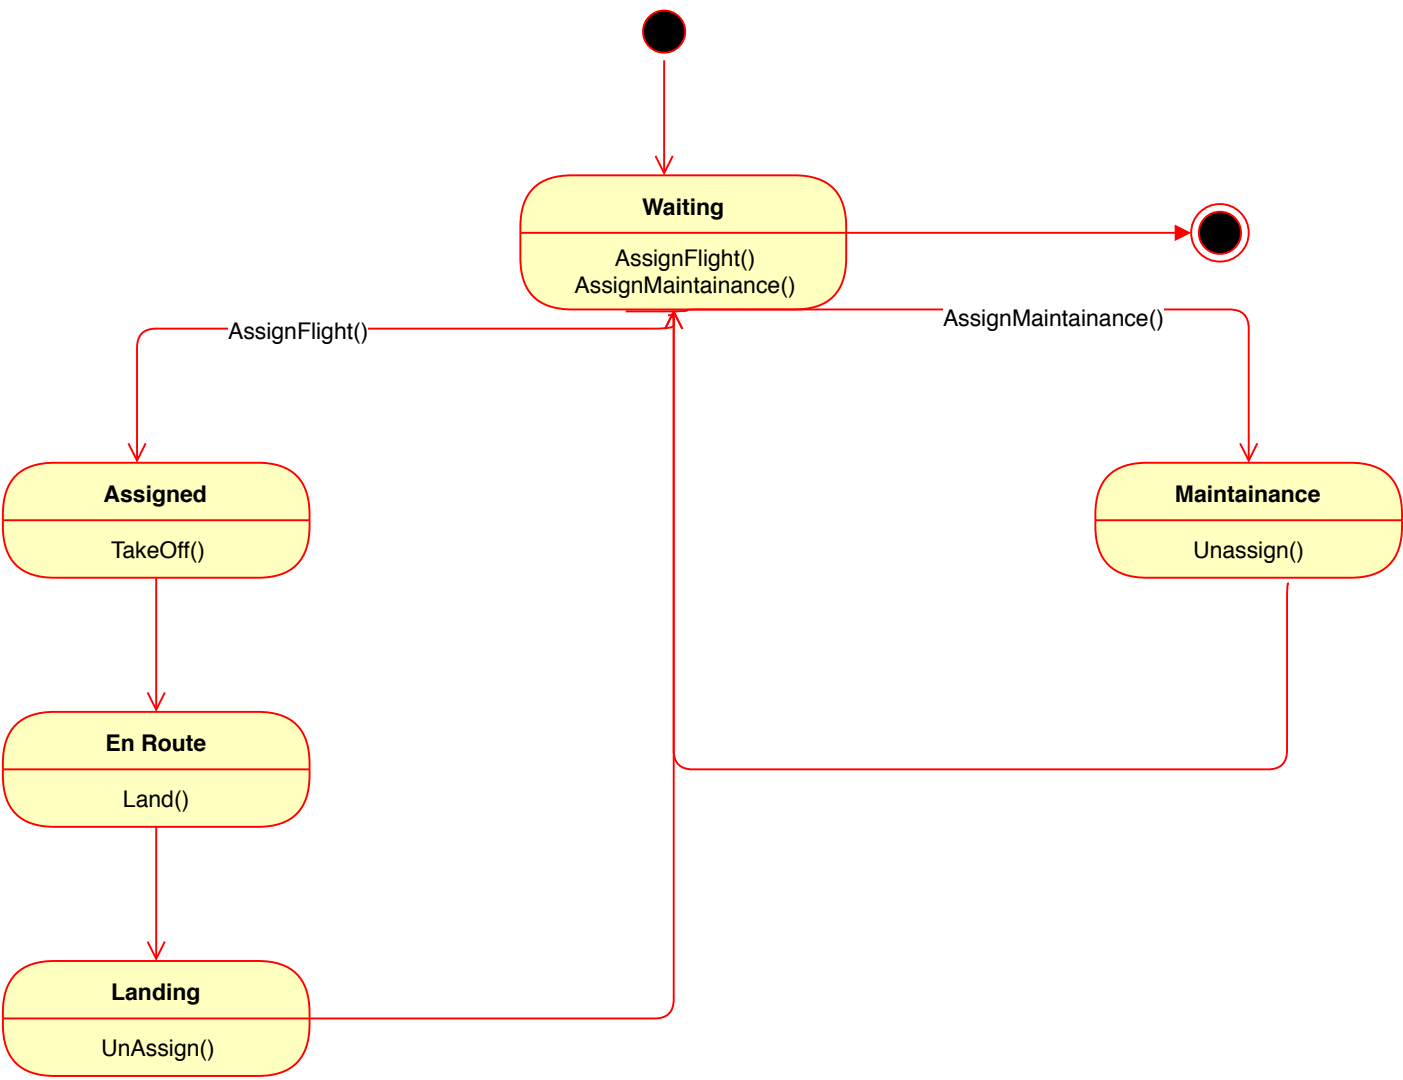 Waiting
AssignFlight()
AssignMaintainance()
AssignFlight()
AssignMaintainance()
Assigned
TakeOff()
Maintainance
Unassign()
En Route
Land()
Landing
UnAssign()